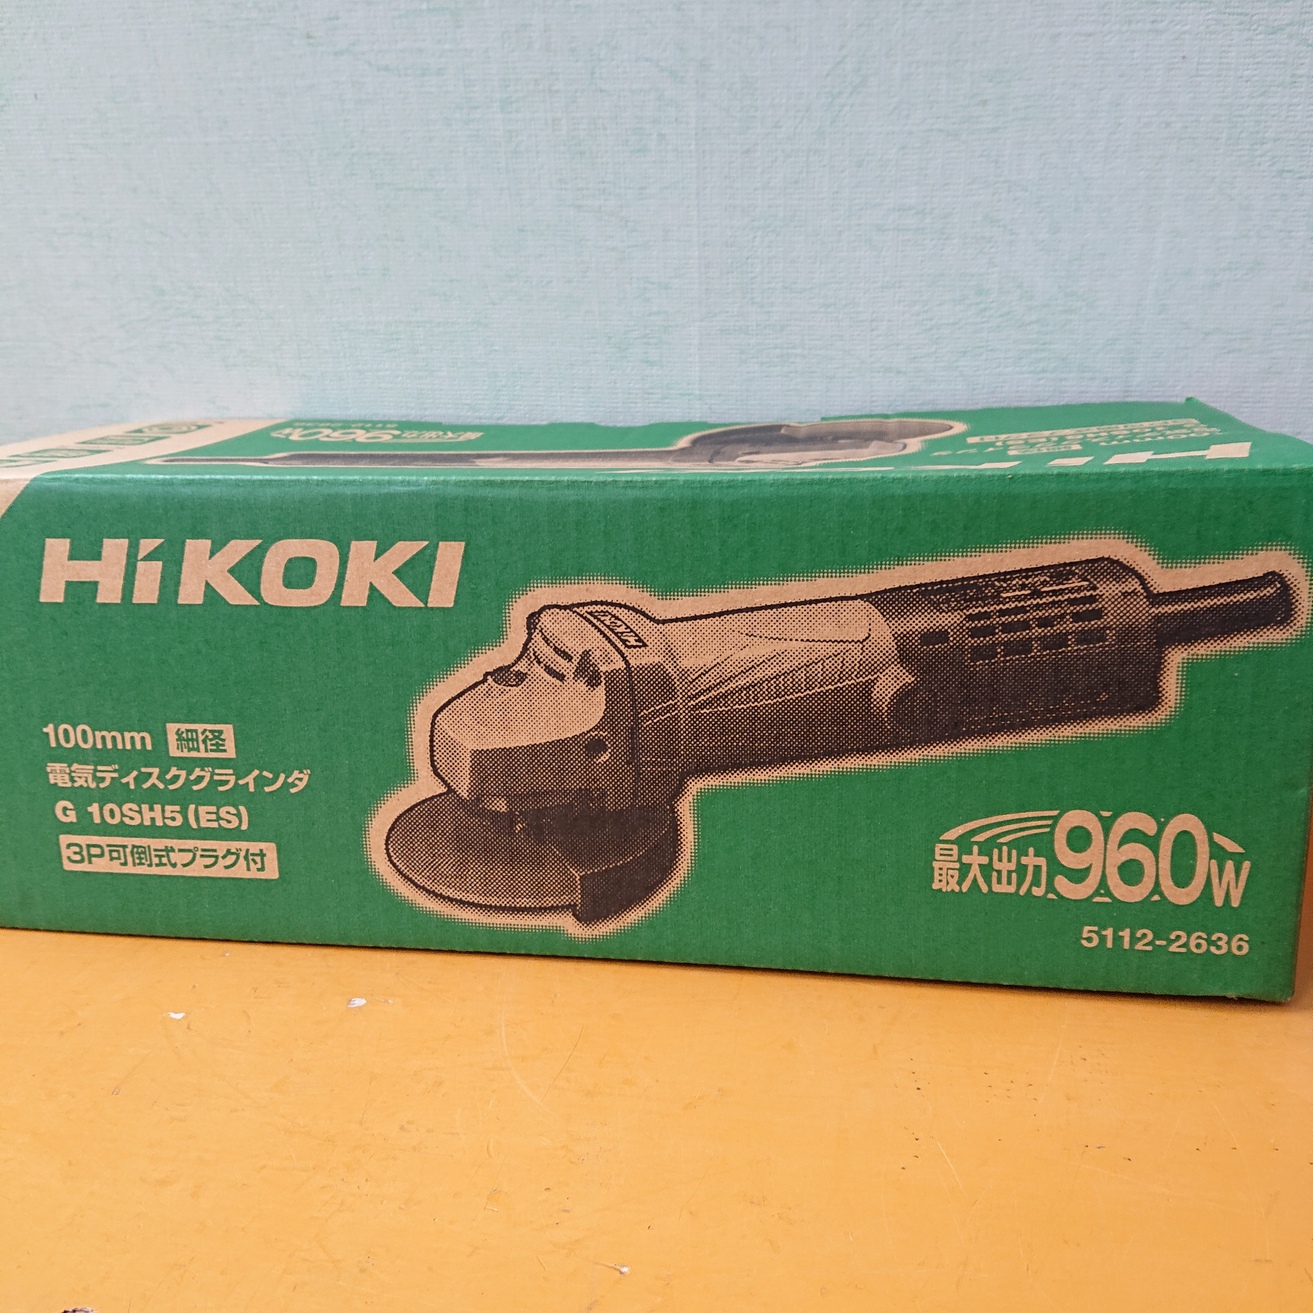 HiKOKI
100mm 細径
電気ディスクグラインダ
G 10SH5(ES)
3P可倒式プラグ付
最大出力960W
5112-2636